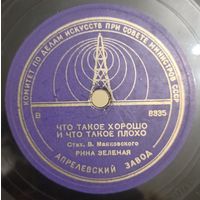 КОМИТЕТ ПО ДЕЛАМ ИСКУССТВ ПРИ СОВЕТЕ МИНИСТРОВ СССР
В 8835
ЧТО ТАКОЕ ХОРОШО
И ЧТО ТАКОЕ ПЛОХО
Стих. В. Маяковского
РИНА ЗЕЛЕНАЯ
АПРЕЛЕВСКИЙ ЗАВОД